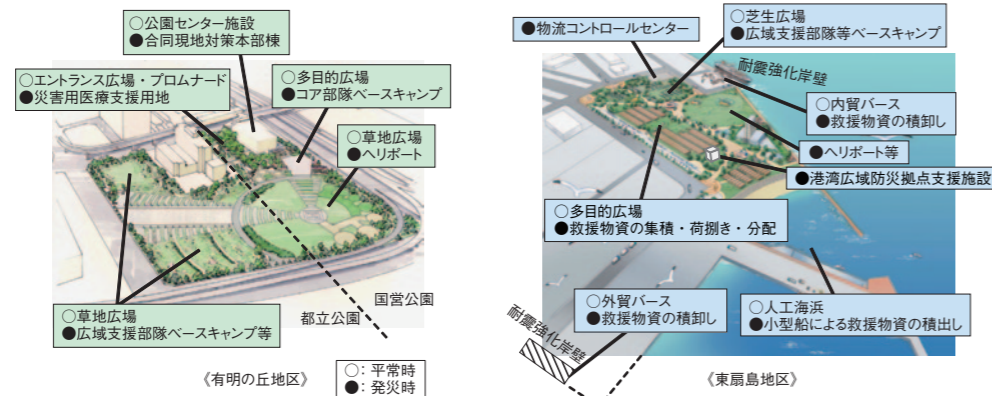 ○公園センター施設
●合同現地対策本部棟
○エントランス広場・プロムナード
●災害用医療支援用地
○多目的広場
●コア部隊ベースキャンプ
○草地広場
●ヘリポート
国営公園
都立公園
○草地広場
●広域支援部隊ベースキャンプ等
○：平常時
●：発災時
《有明の丘地区》
●物流コントロールセンター
○芝生広場
●広域支援部隊等ベースキャンプ
耐震強化岸壁
○内貿バース
●救援物資の積卸し
●ヘリポート等
●港湾広域防災拠点支援施設
○多目的広場
●救援物資の集積・荷捌き・分配
○外貿バース
●救援物資の積卸し
○人工海浜
●小型船による救援物資の積出し
耐震強化岸壁
《東扇島地区》